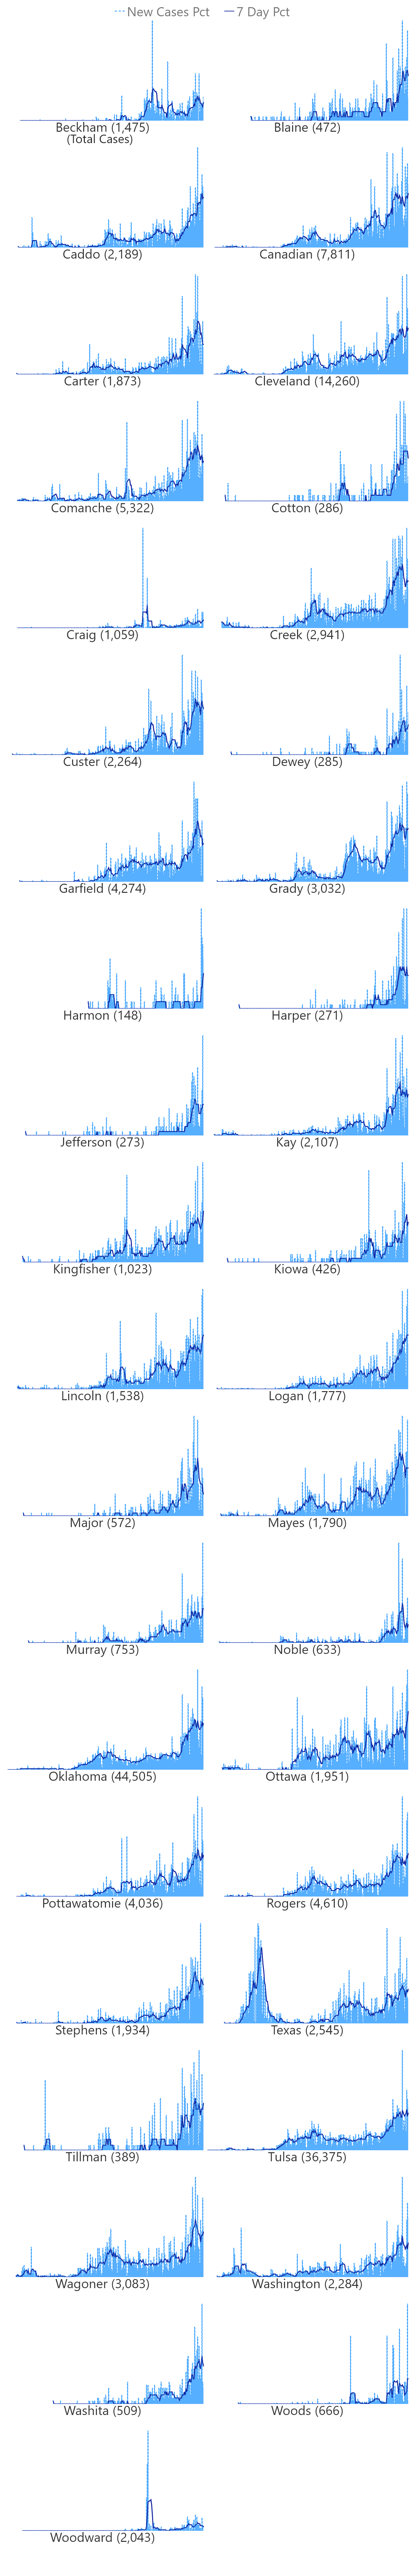 New Cases Pct 7 Day Pct
Beckham (1,475) Blaine (472)
(Total Cases)
Caddo (2,189) Canadian (7,811)
Carter (1,873) Cleveland (14,260)
Comanche (5,322) Cotton (286)
Craig (1,059) Creek (2,941)
Custer (2,264) Dewey (285)
Garfield (4,274) Grady (3,032)
Harmon (148) Harper (271)
Jefferson (273) Kay (2,107)
Kingfisher (1,023) Kiowa (426)
Lincoln (1,538) Logan (1,777)
Major (572) Mayes (1,790)
Murray (753) Noble (633)
Oklahoma (44,505) Ottawa (1,951)
Pottawatomie (4,036) Rogers (4,610)
Stephens (1,934) Texas (2,545)
Tillman (389) Tulsa (36,375)
Wagoner (3,083) Washington (2,284)
Washita (509) Woods (666)
Woodward (2,043)